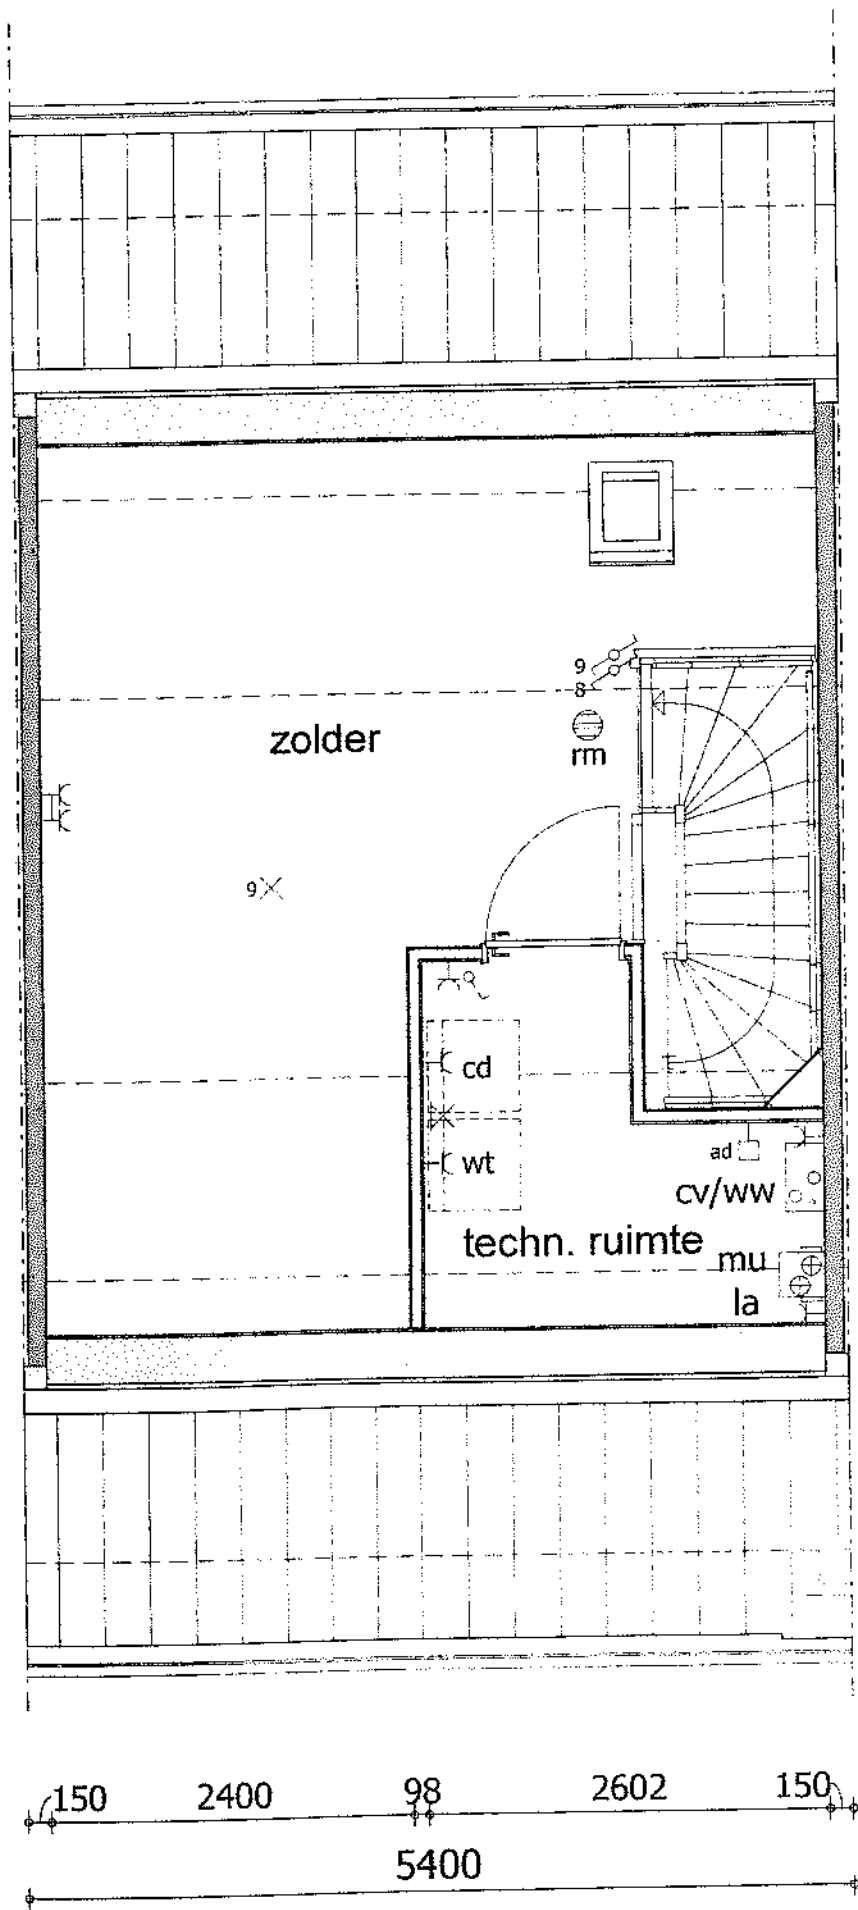 9
8
rm
zolder
9
cd
wt
ad
cv/ww
techn. ruimte
mu
la
150 2400 98 2602 150
5400